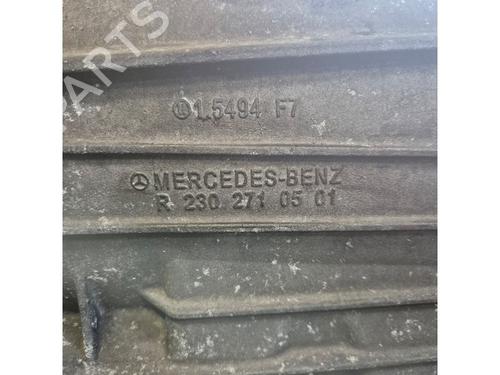 PARTS
1.5494 F7
MERCEDES-BENZ
R 230 271 05 01